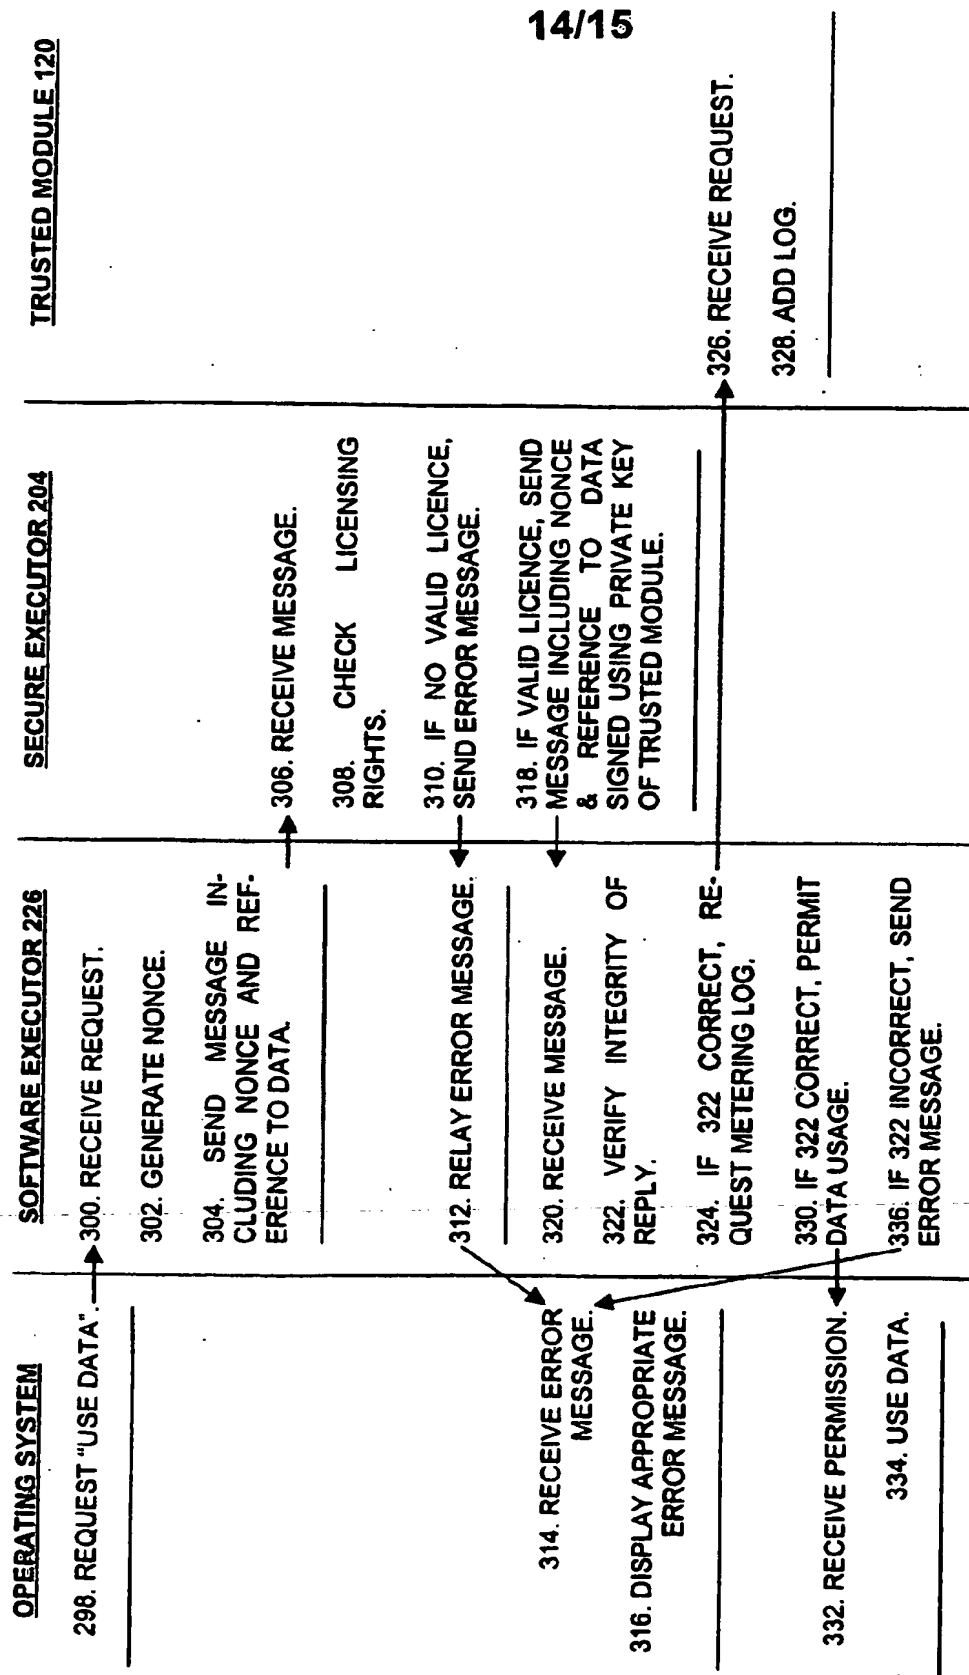 14/15
OPERATING SYSTEM
298. REQUEST "USE DATA".
314. RECEIVE ERROR
MESSAGE.
316. DISPLAY APPROPRIATE
ERROR MESSAGE.
332. RECEIVE PERMISSION.
334. USE DATA.
SOFTWARE EXECUTOR 226
300. RECEIVE REQUEST.
302. GENERATE NONCE.
304. SEND MESSAGE IN-
CLUDING NONCE AND REF-
ERENCE TO DATA.
312. RELAY ERROR MESSAGE.
320. RECEIVE MESSAGE.
322. VERIFY INTEGRITY OF
REPLY.
324. IF 322 CORRECT, RE-
QUEST METERING LOG.
330. IF 322 CORRECT, PERMIT
DATA USAGE.
336. IF 322 INCORRECT, SEND
ERROR MESSAGE.
SECURE EXECUTOR 204
306. RECEIVE MESSAGE.
308. CHECK LICENSING
RIGHTS.
310. IF NO VALID LICENCE,
SEND ERROR MESSAGE.
318. IF VALID LICENCE, SEND
MESSAGE INCLUDING NONCE
& REFERENCE TO DATA
SIGNED USING PRIVATE KEY
OF TRUSTED MODULE.
TRUSTED MODULE 120
326. RECEIVE REQUEST.
328. ADD LOG.